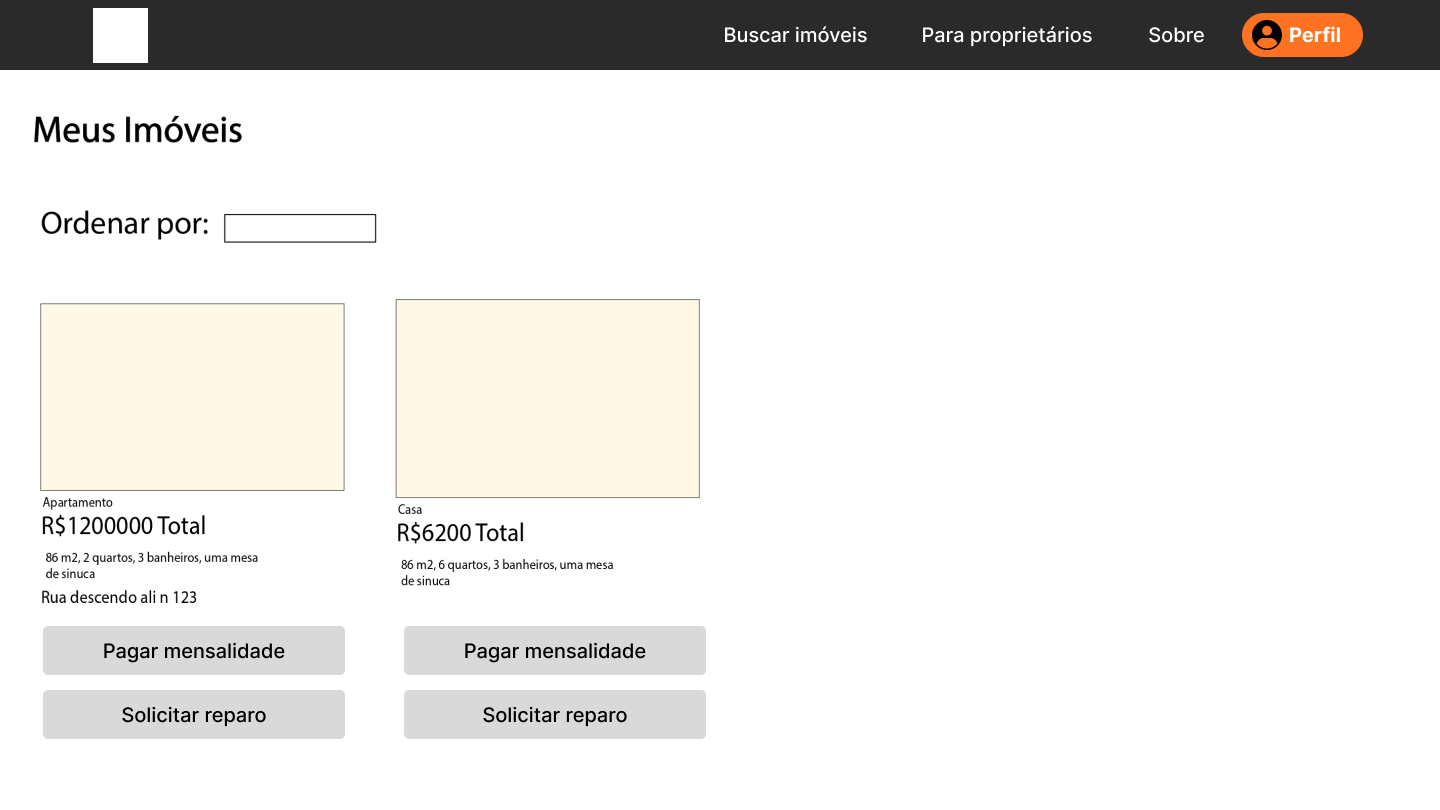 Buscar imóveis
Para proprietários
Sobre
Perfil
Meus Imóveis
Ordenar por:
Apartamento
R$1200000 Total
86 m2, 2 quartos, 3 banheiros, uma mesa
de sinuca
Rua descendo ali n 123
Pagar mensalidade
Solicitar reparo
Casa
R$6200 Total
86 m2, 6 quartos, 3 banheiros, uma mesa
de sinuca
Pagar mensalidade
Solicitar reparo